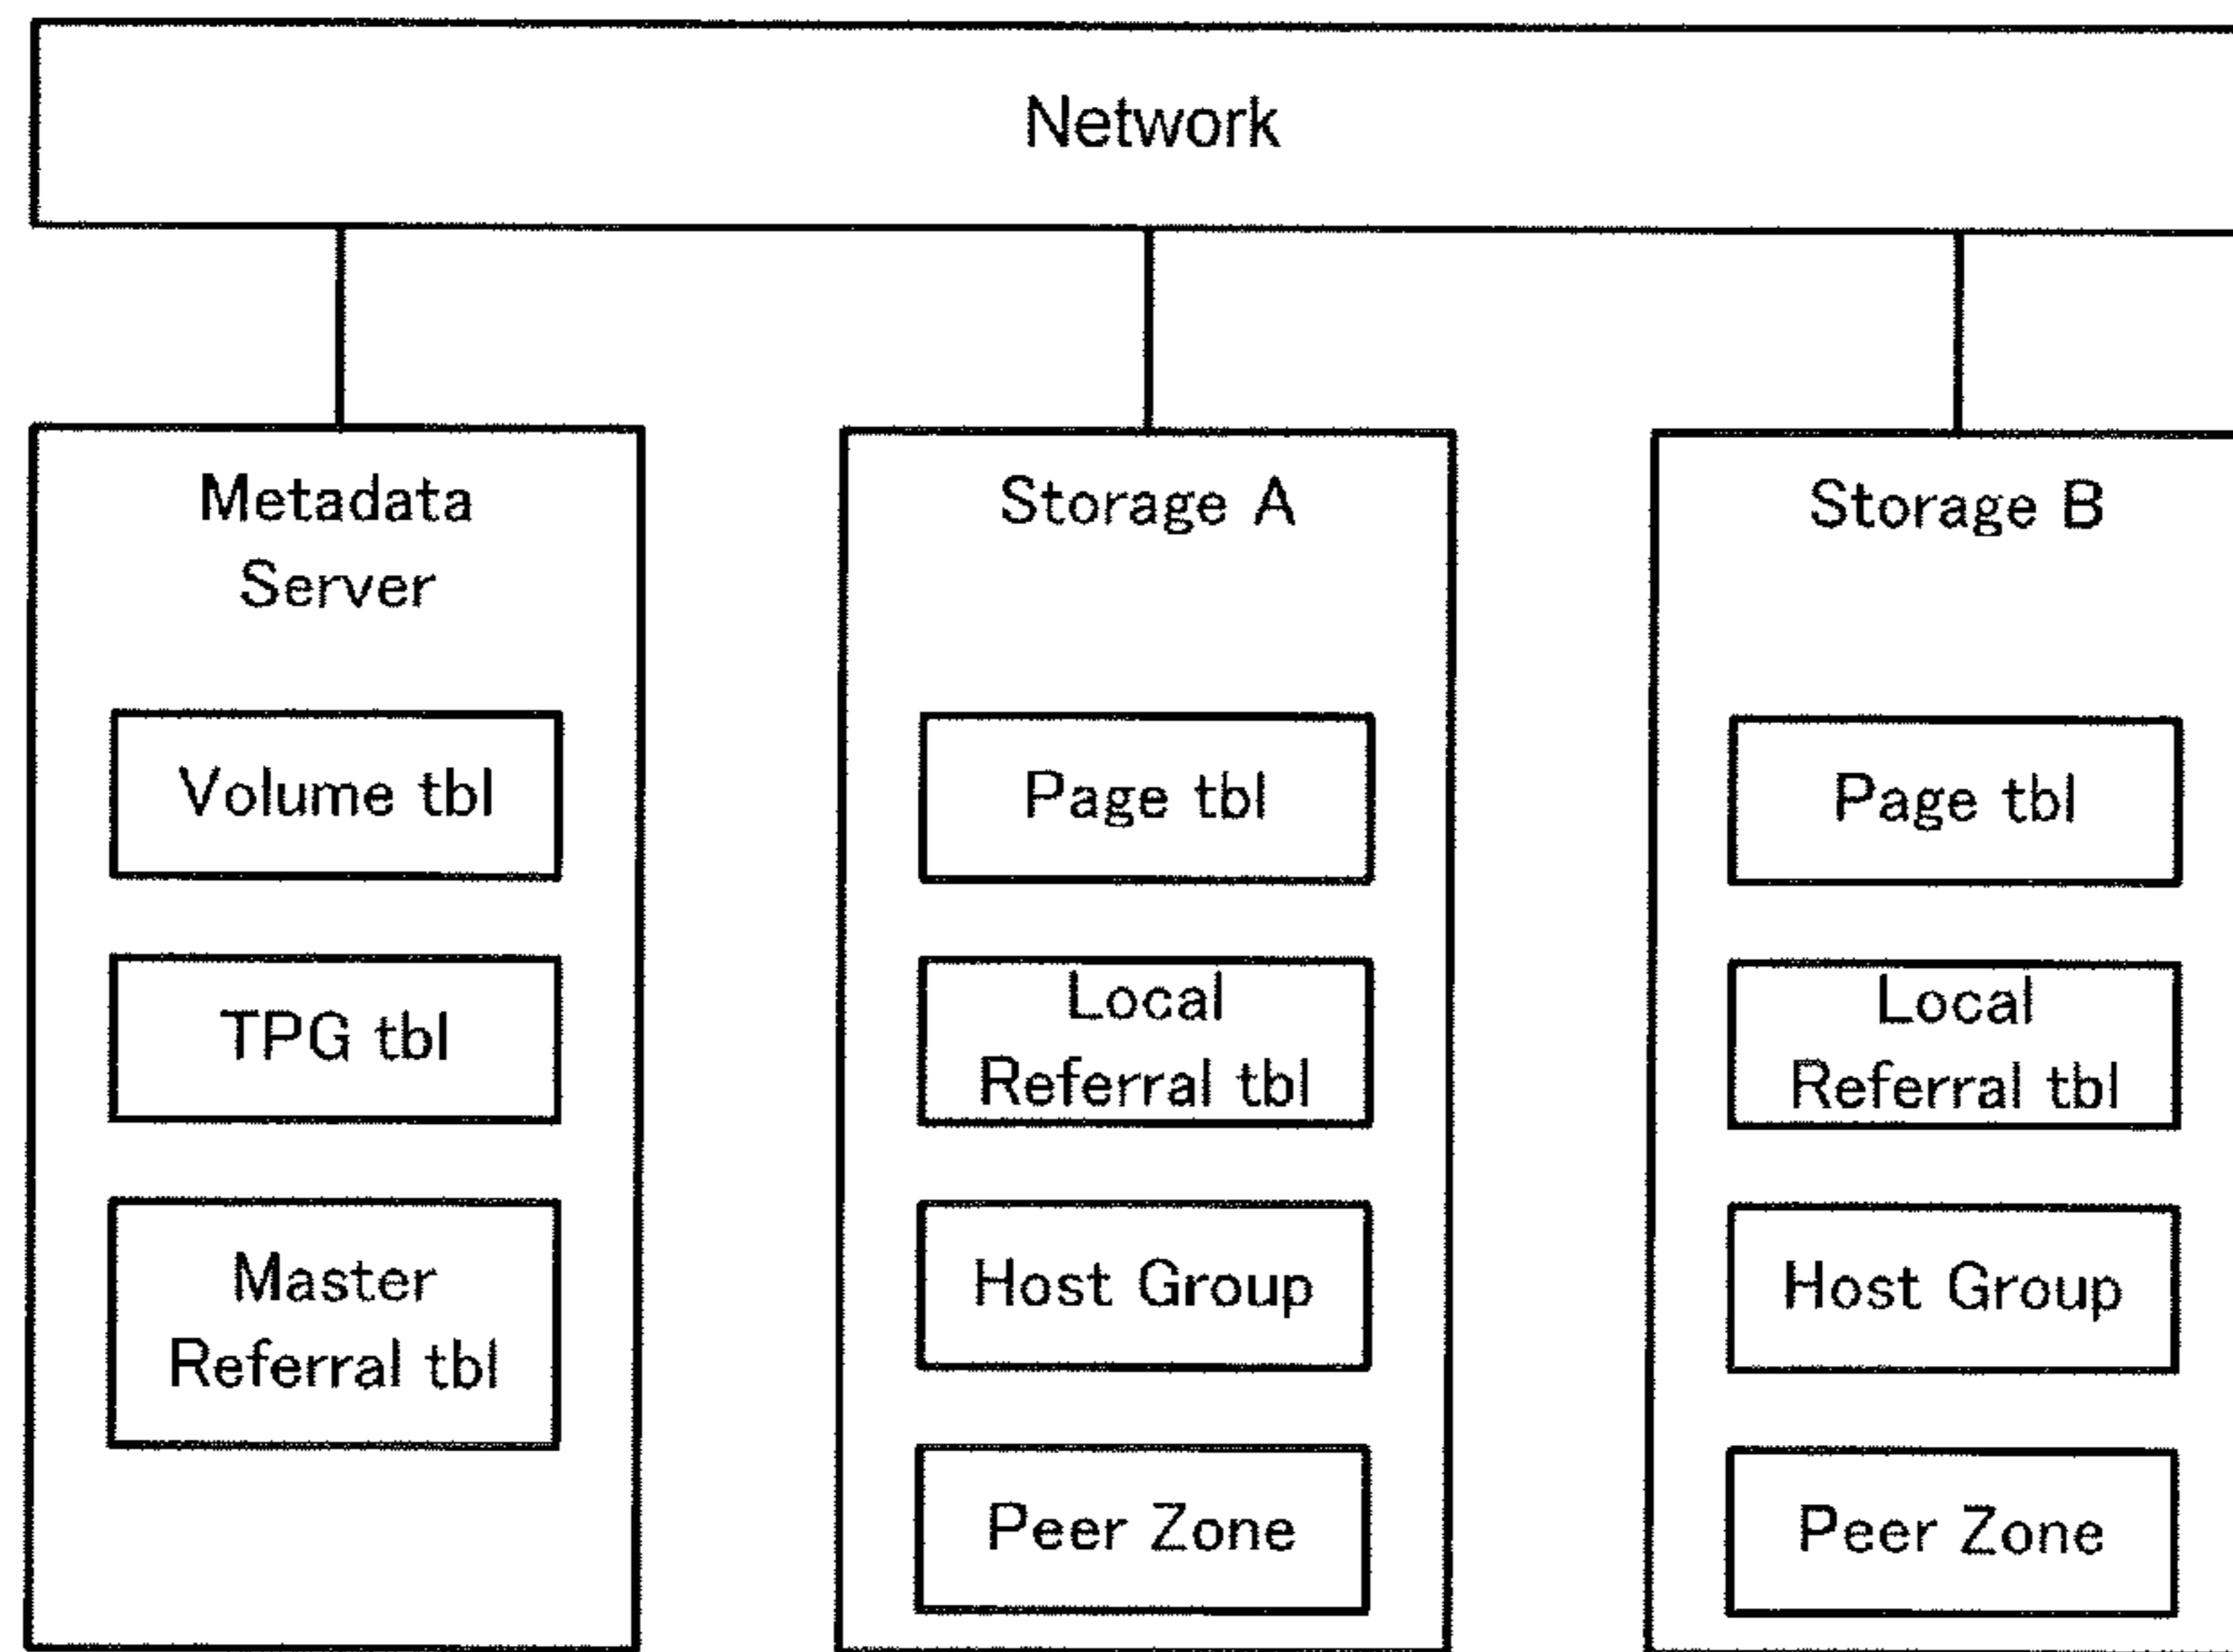 Network
Metadata
Server
Volume tbl
TPG tbl
Master
Referral tbl
Storage A
Page tbl
Local
Referral tbl
Host Group
Peer Zone
Storage B
Page tbl
Local
Referral tbl
Host Group
Peer Zone